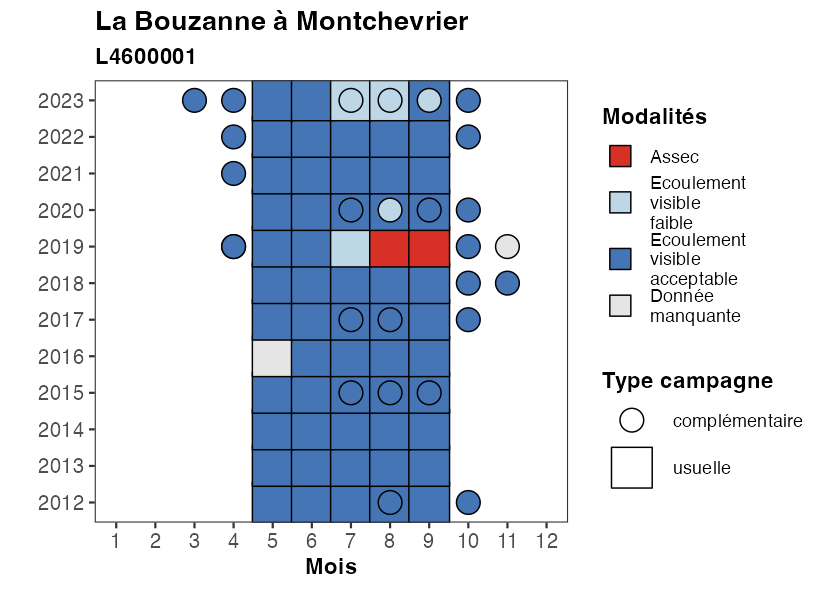 La Bouzanne à Montchevrier
L4600001
2023
2022
2021
2020
2019
2018
2017
2016
2015
2014
2013
2012
1 2 3 4 5 6 7 8 9 10 11 12
Mois
Modalités
Assec
Ecoulement
visible
faible
Ecoulement
visible
acceptable
Donnée
manquante
Type campagne
complémentaire
usuelle